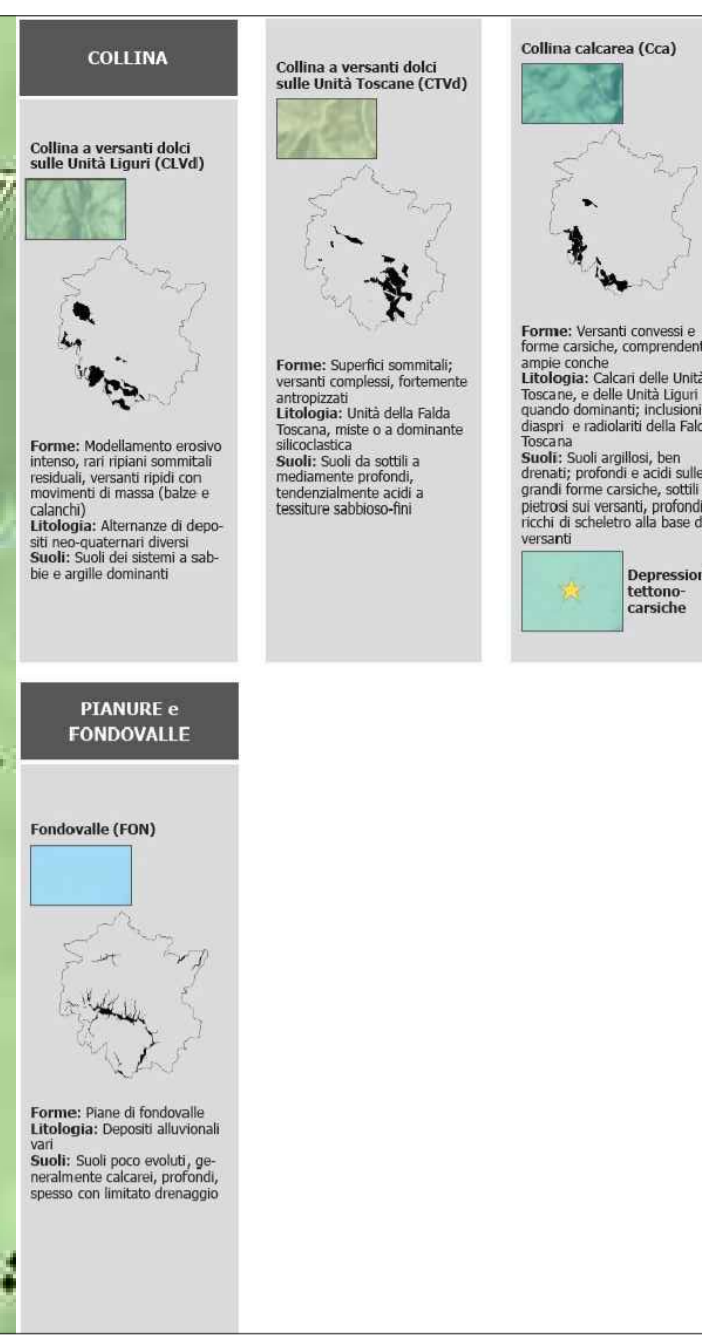 COLLINA
Collina a versanti dolci
sulle Unità Liguri (CLVd)
Forme: Modellamento erosivo
intenso, rari ripiani sommitali
residuali, versanti ripidi con
movimenti di massa (balze e
calanchi)
Litologia: Alternanze di depo-
siti neo-quaternari diversi
Suoli: Suoli dei sistemi a sab-
bie e argille dominanti
Collina a versanti dolci
sulle Unità Toscane (CTVd)
Forme: Superfici sommitali;
versanti complessi, fortemente
antropizzati
Litologia: Unità della Falda
Toscana, miste o a dominante
silicoclastica
Suoli: Suoli da sottili a
mediamente profondi,
tendenzialmente acidi a
tessiture sabbioso-fini
Collina calcarea (Cca)
Forme: Versanti convessi e
forme carsiche, comprendent
ampie conche
Litologia: Calcari delle Unità
Toscane, e delle Unità Liguri
quando dominanti; inclusioni
diaspri e radiolariti della Falc
Toscana
Suoli: Suoli argillosi, ben
drenati; profondi e acidi sulle
grandi forme carsiche, sottili
pietrosi sui versanti, profondi
ricchi di scheletro alla base d
versanti
Depression
tettono-
carsiche
PIANURE e
FONDOVALLE
Fondovalle (FON)
Forme: Piane di fondovalle
Litologia: Depositi alluvionali
vari
Suoli: Suoli poco evoluti, ge-
neralmente calcarei, profondi,
spesso con limitato drenaggio